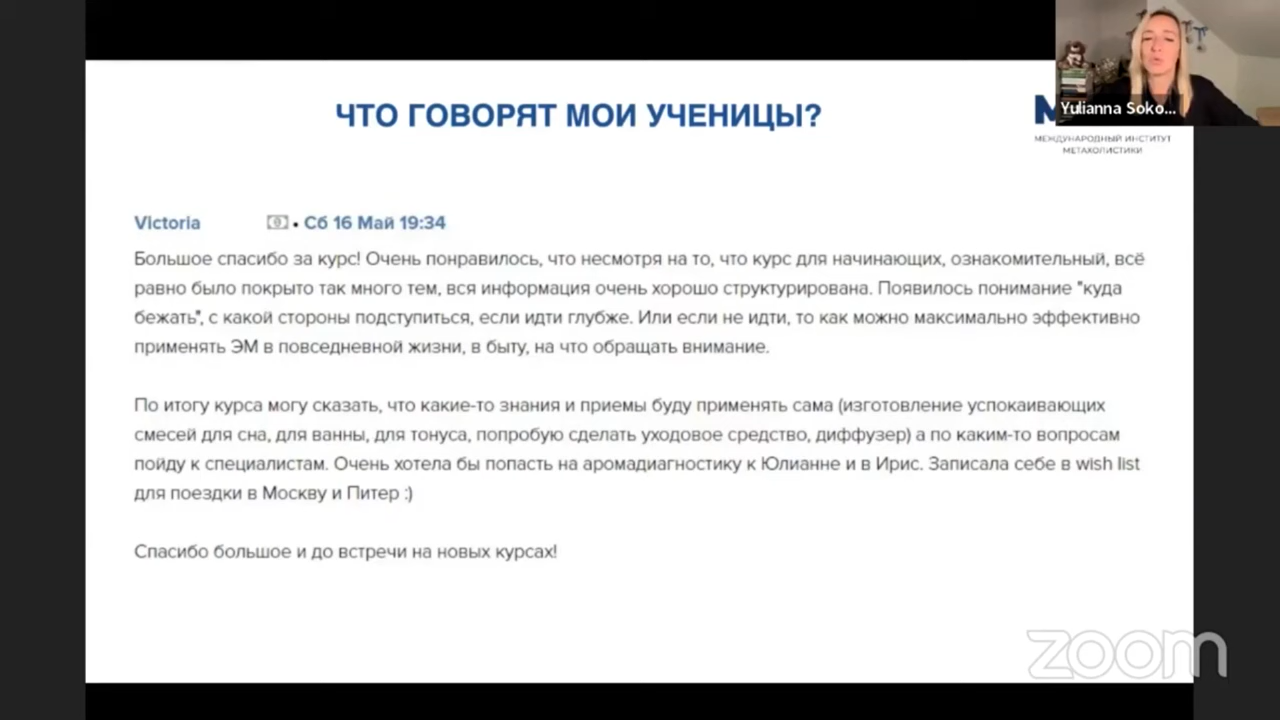 ЧТО ГОВОРЯТ МОИ УЧЕНИЦЫ?
Yulianna Soko...
МЕЖДУНАРОДНЫЙ ИНСТИТУТ
МЕТАХОЛИСТИКИ
Victoria • Сб 16 Май 19:34
Большое спасибо за курс! Очень понравилось, что несмотря на то, что курс для начинающих, ознакомительный, всё
равно было покрыто так много тем, вся информация очень хорошо структурирована. Появилось понимание "куда
бежать", с какой стороны подступиться, если идти глубже. Или если не идти, то как можно максимально эффективно
применять ЭМ в повседневной жизни, в быту, на что обращать внимание.
По итогу курса могу сказать, что какие-то знания и приемы буду применять сама (изготовление успокаивающих
смесей для сна, для ванны, для тонуса, попробую сделать уходовое средство, диффузер) а по каким-то вопросам
пойду к специалистам. Очень хотела бы попасть на аромадиагностику к Юлианне и в Ирис. Записала себе в wish list
для поездки в Москву и Питер :)
Спасибо большое и до встречи на новых курсах!
zoom